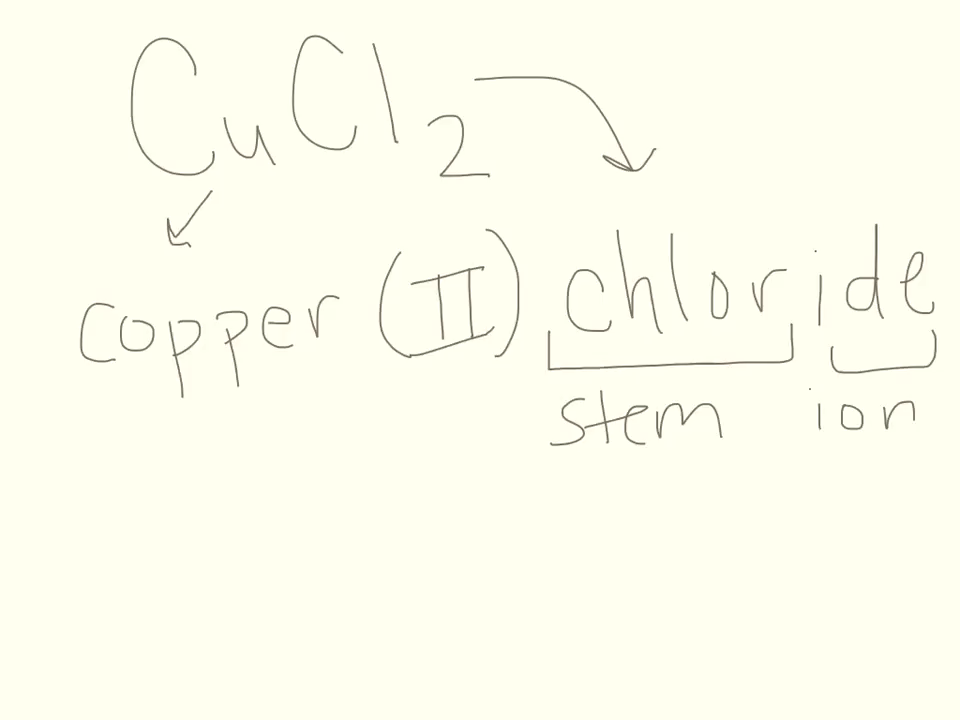 CuCl₂
copper (II) chloride
stem ion